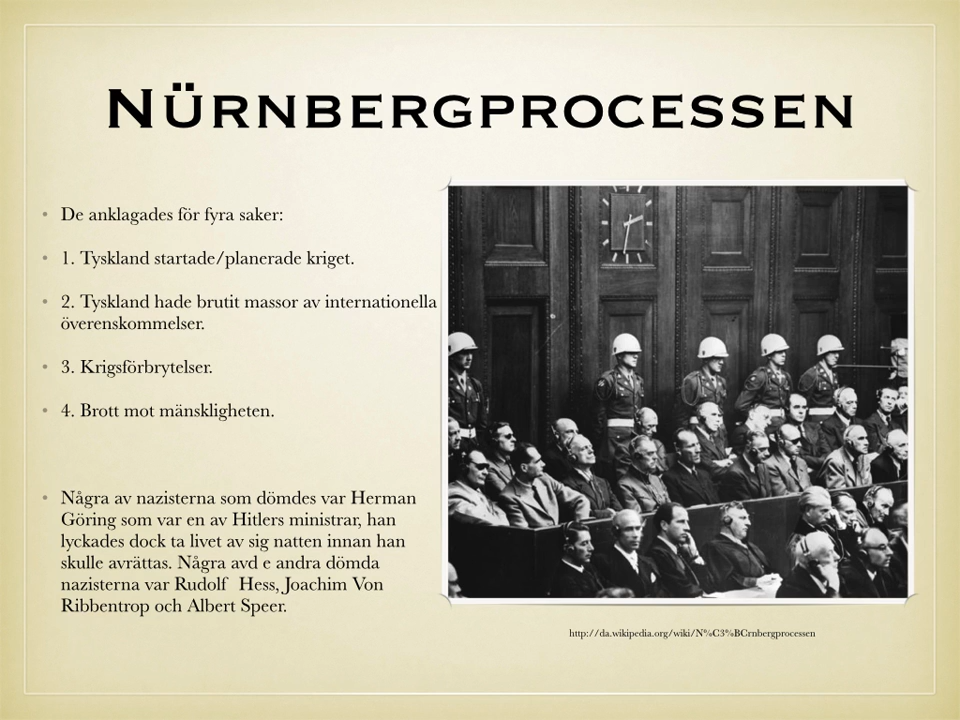 NÜRNBERGPROCESSEN
• De anklagades för fyra saker:
• 1. Tyskland startade/planerade kriget.
• 2. Tyskland hade brutit massor av internationella
överenskommelser.
• 3. Krigsförbrytelser.
• 4. Brott mot mänskligheten.
• Några av nazisterna som dömdes var Herman
Göring som var en av Hitlers ministrar, han
lyckades dock ta livet av sig natten innan han
skulle avrättas. Några avd e andra dömda
nazisterna var Rudolf Hess, Joachim Von
Ribbentrop och Albert Speer.
http://da.wikipedia.org/wiki/N%C3%BCrnbergprocessen